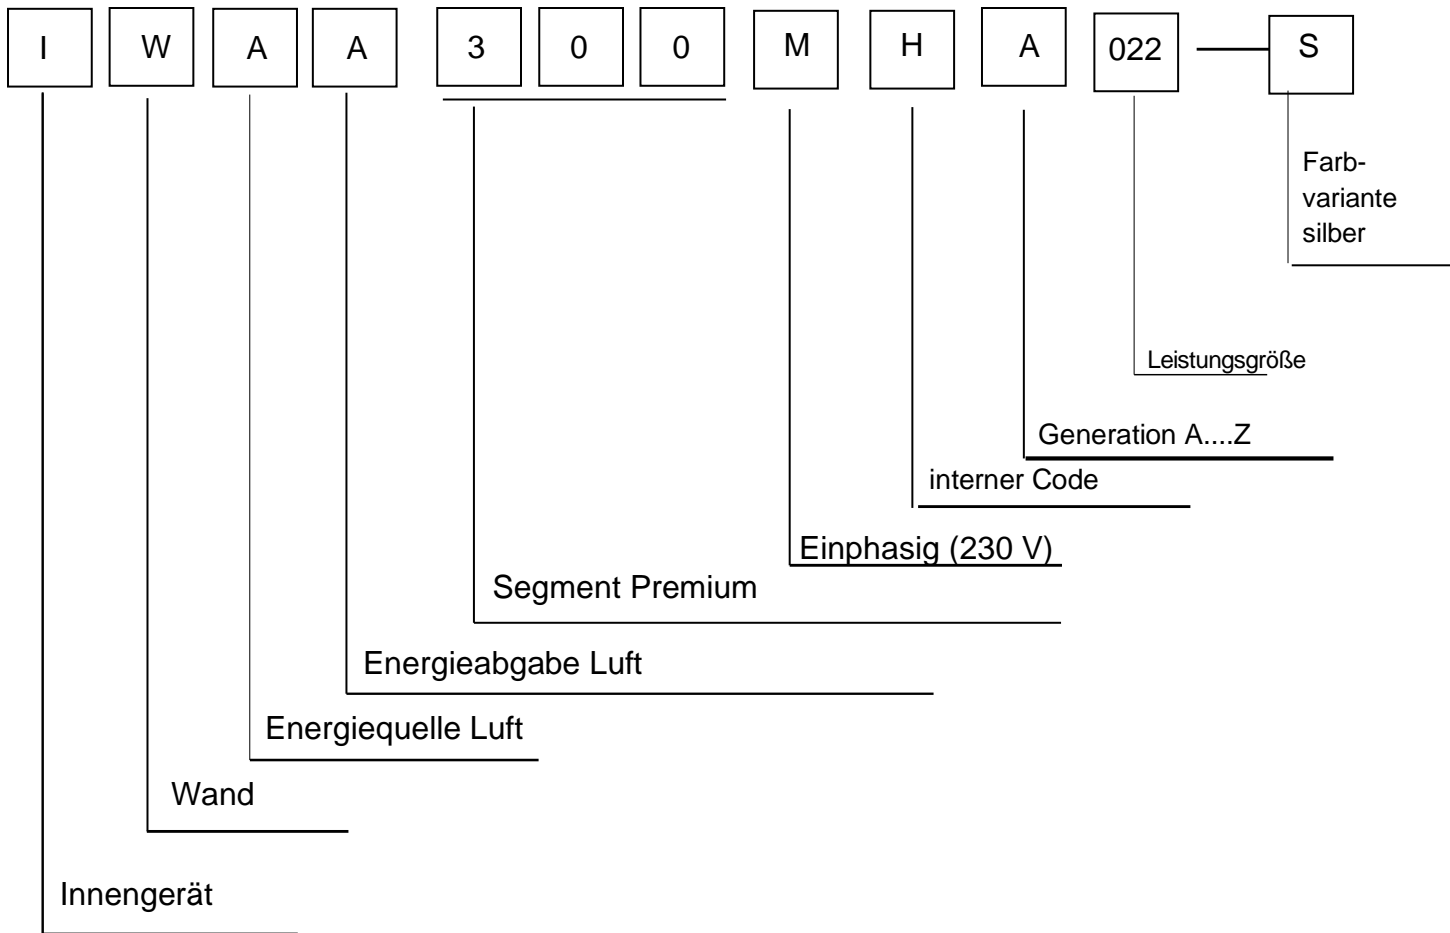 I W A A 3 0 0 M H A 022 S
Farb-
variante
silber
Leistungsgröße
Generation A....Z
interner Code
Einphasig (230 V)
Segment Premium
Energieabgabe Luft
Energiequelle Luft
Wand
Innengerät